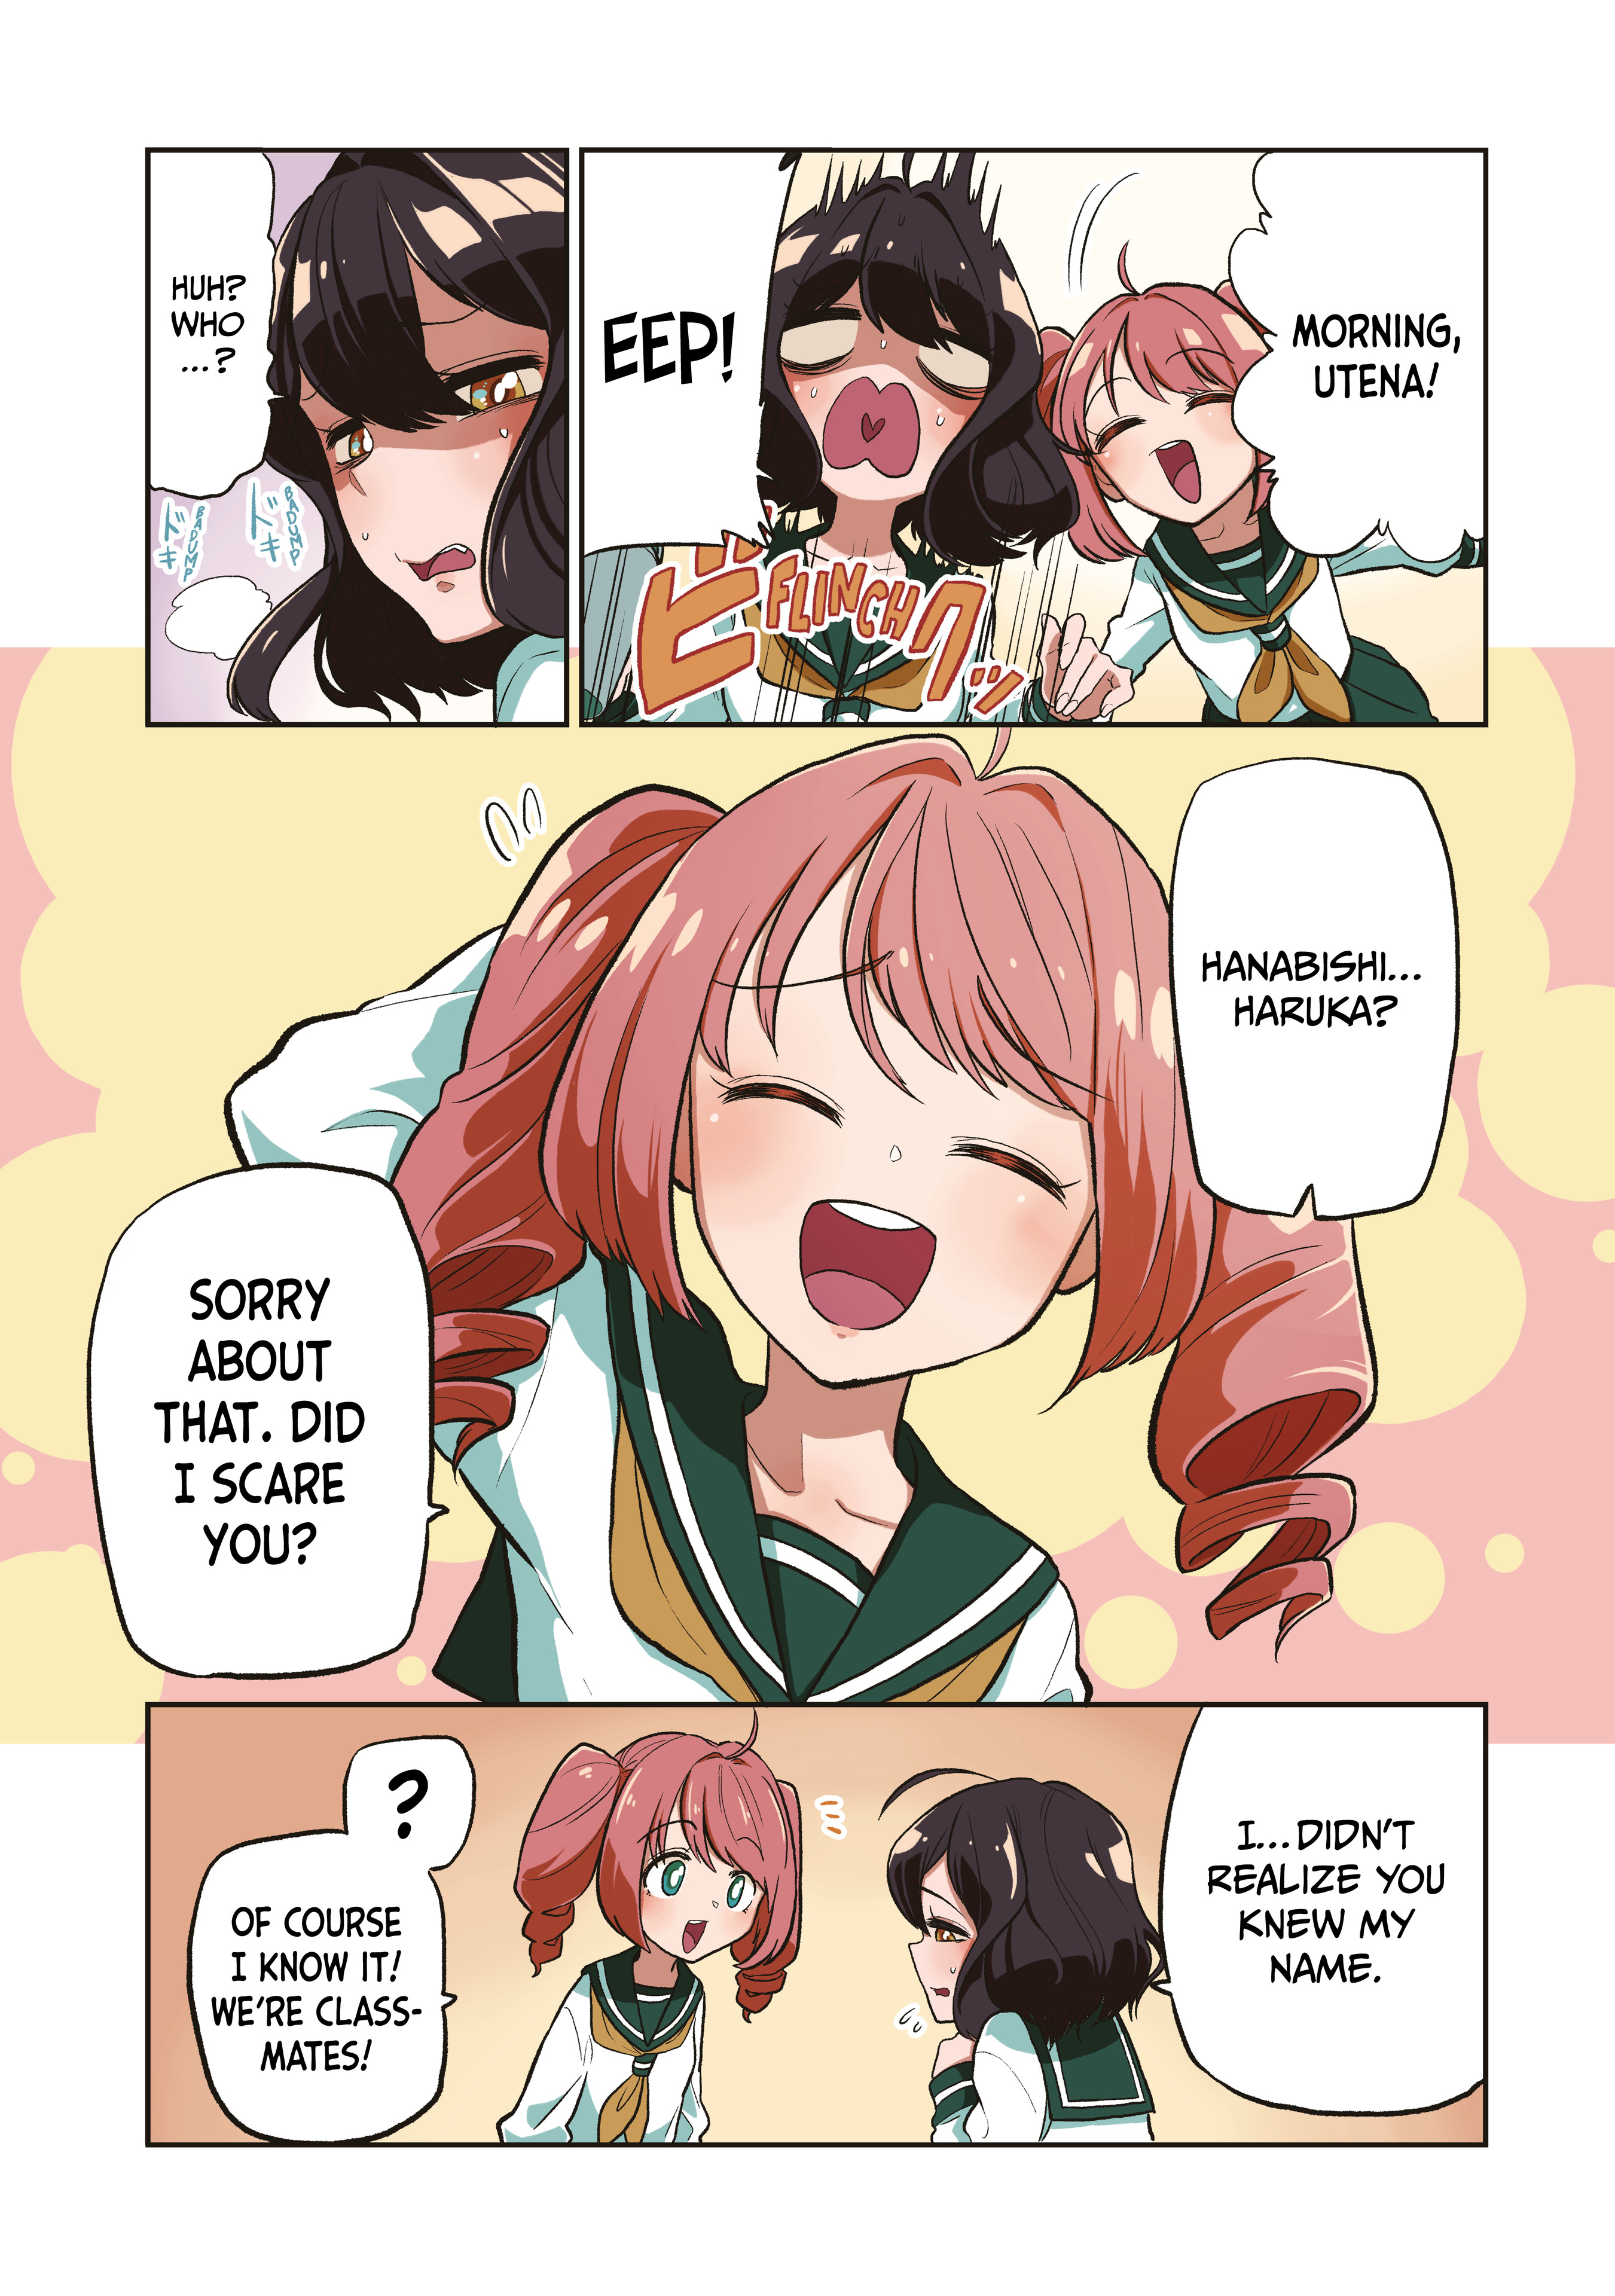 MORNING,
UTENA!
EEP!
ビクッ
FLINCH
HUH?
WHO
...?
ドキ
BADUMP
ドキ
BADUMP
HANABISHI...
HARUKA?
SORRY
ABOUT
THAT. DID
I SCARE
YOU?
I...DIDN'T
REALIZE YOU
KNEW MY
NAME.
?
OF COURSE
I KNOW IT!
WE'RE CLASS-
MATES!